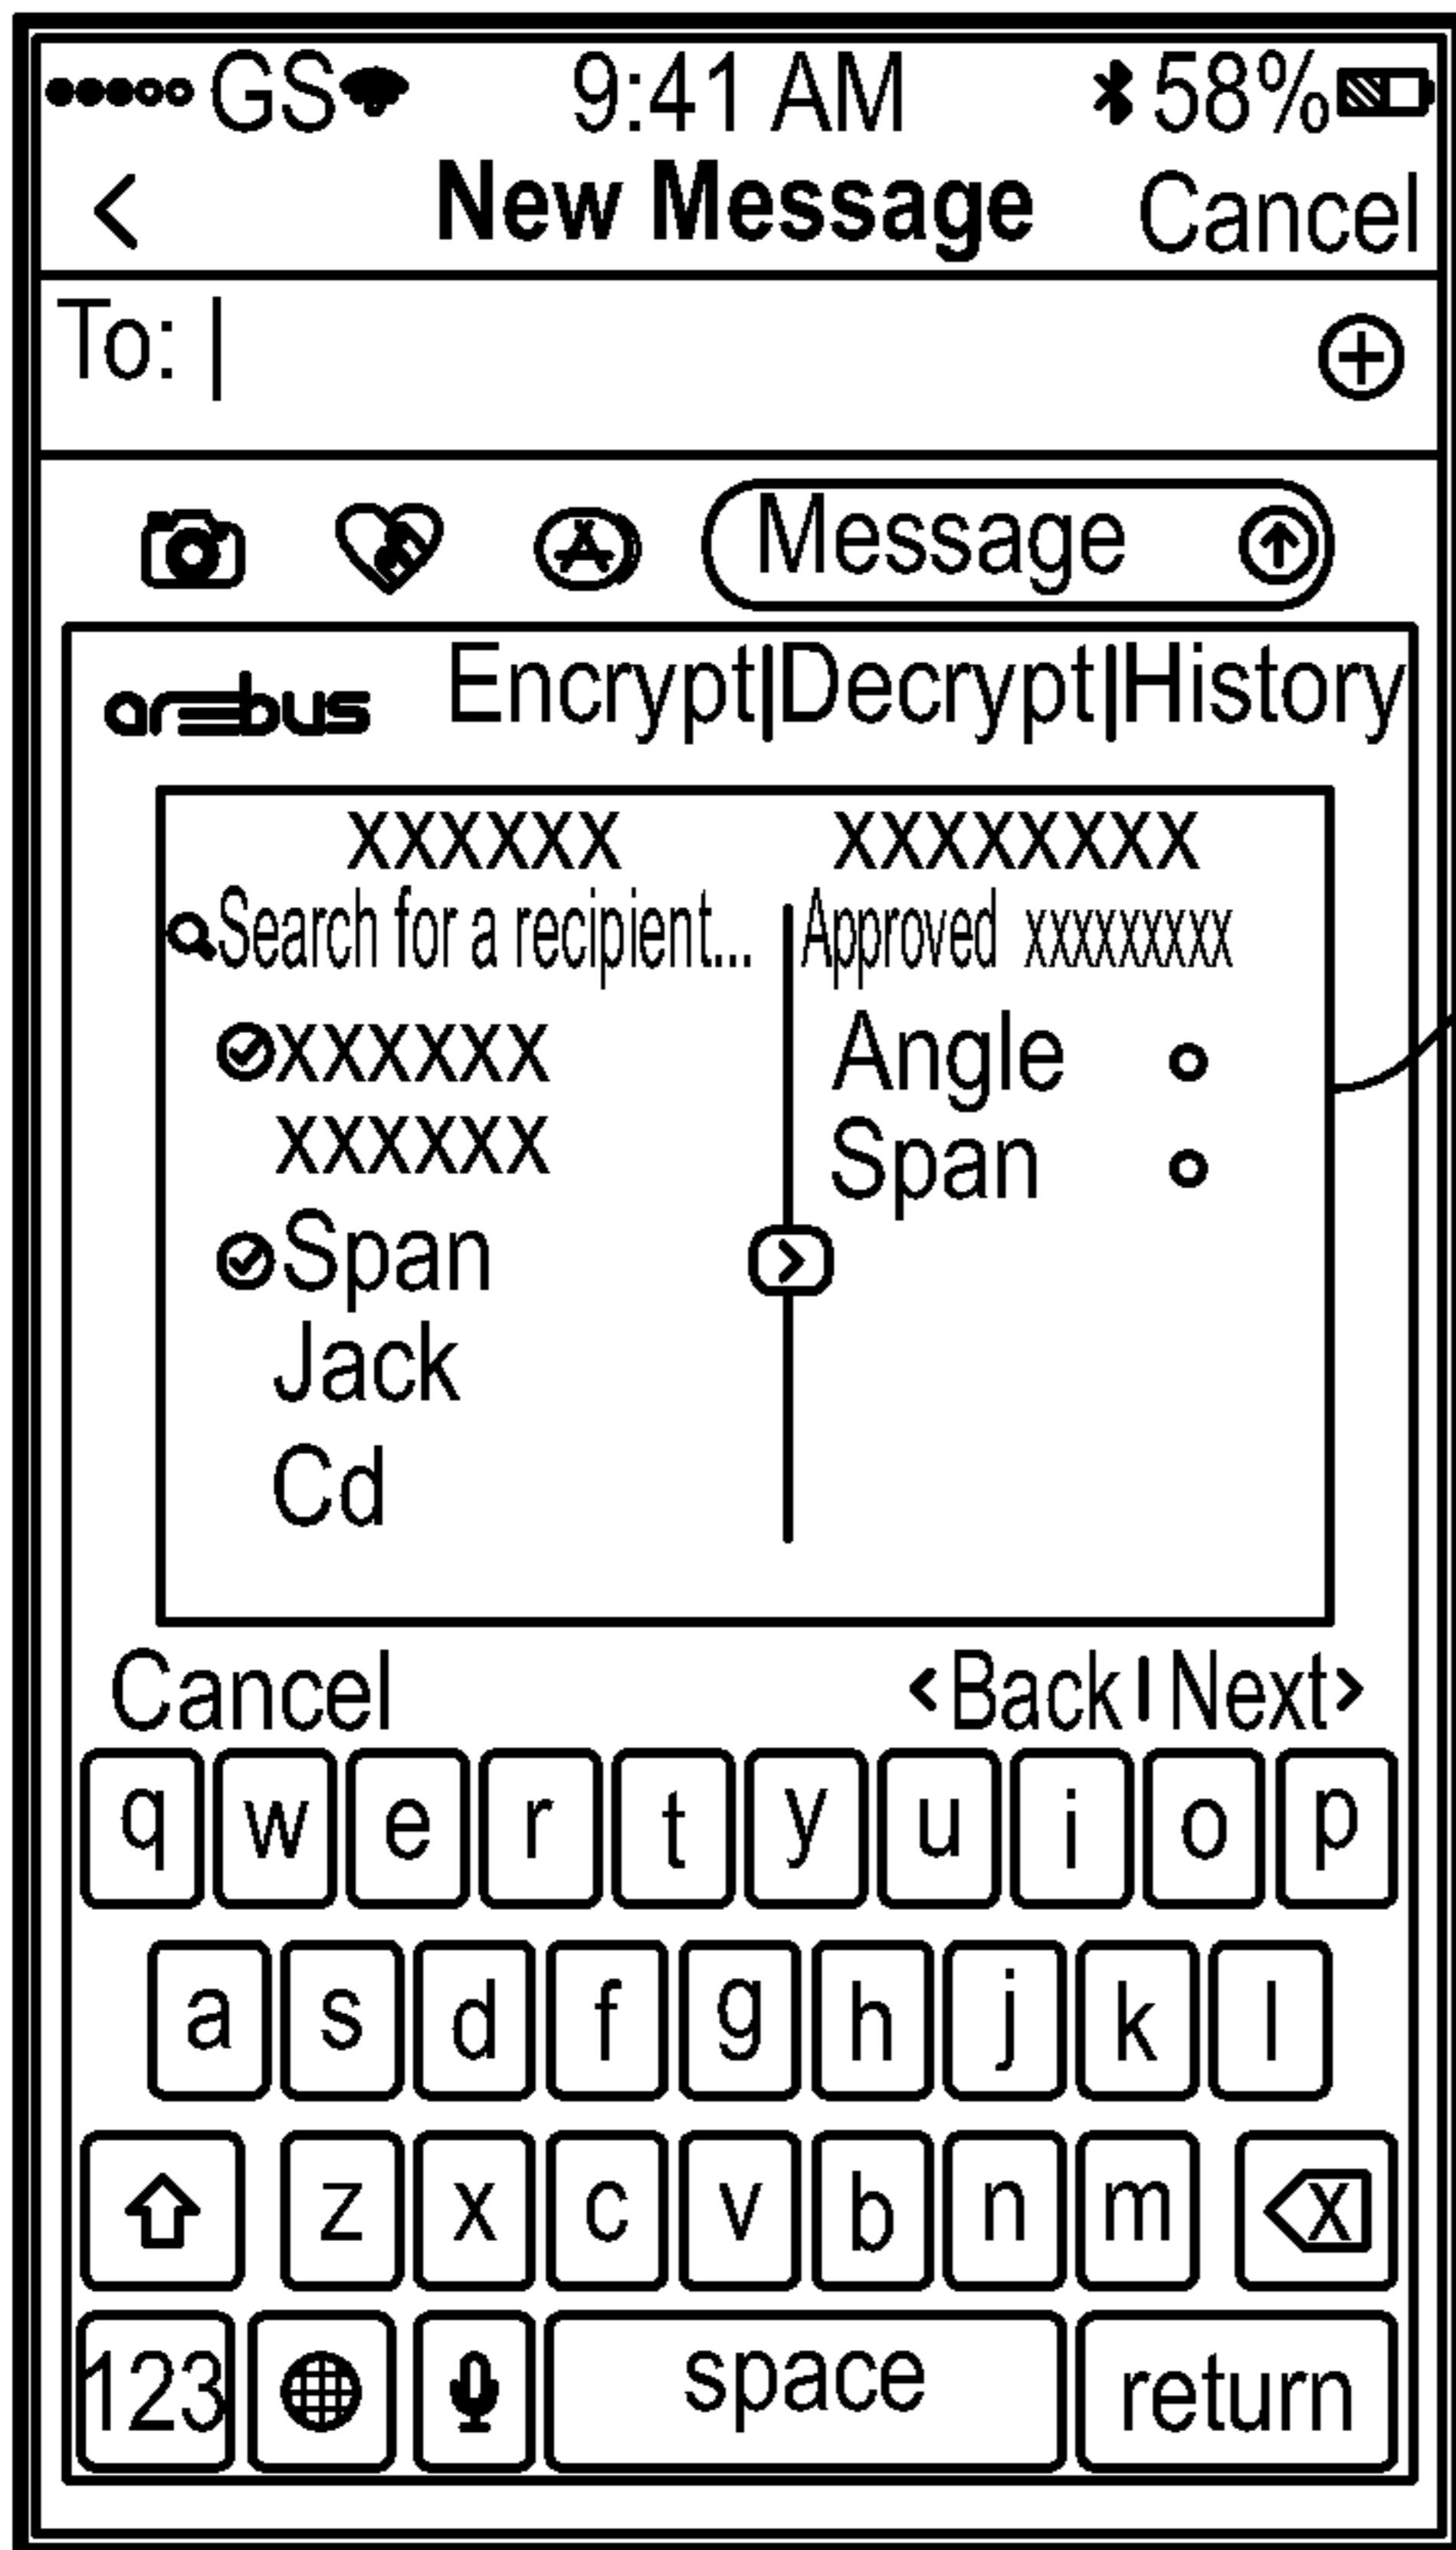 GS 9:41 AM 58%
< New Message Cancel
To:
Message
arebus Encrypt|Decrypt|History
XXXXXX XXXXXXXX
Search for a recipient... Approved xxxxxxxxx
XXXXXX Angle
XXXXXX Span
Span >
Jack
Cd
Cancel <Back|Next>
q w e r t y u i o p
a s d f g h j k l
z x c v b n m X
123 space return